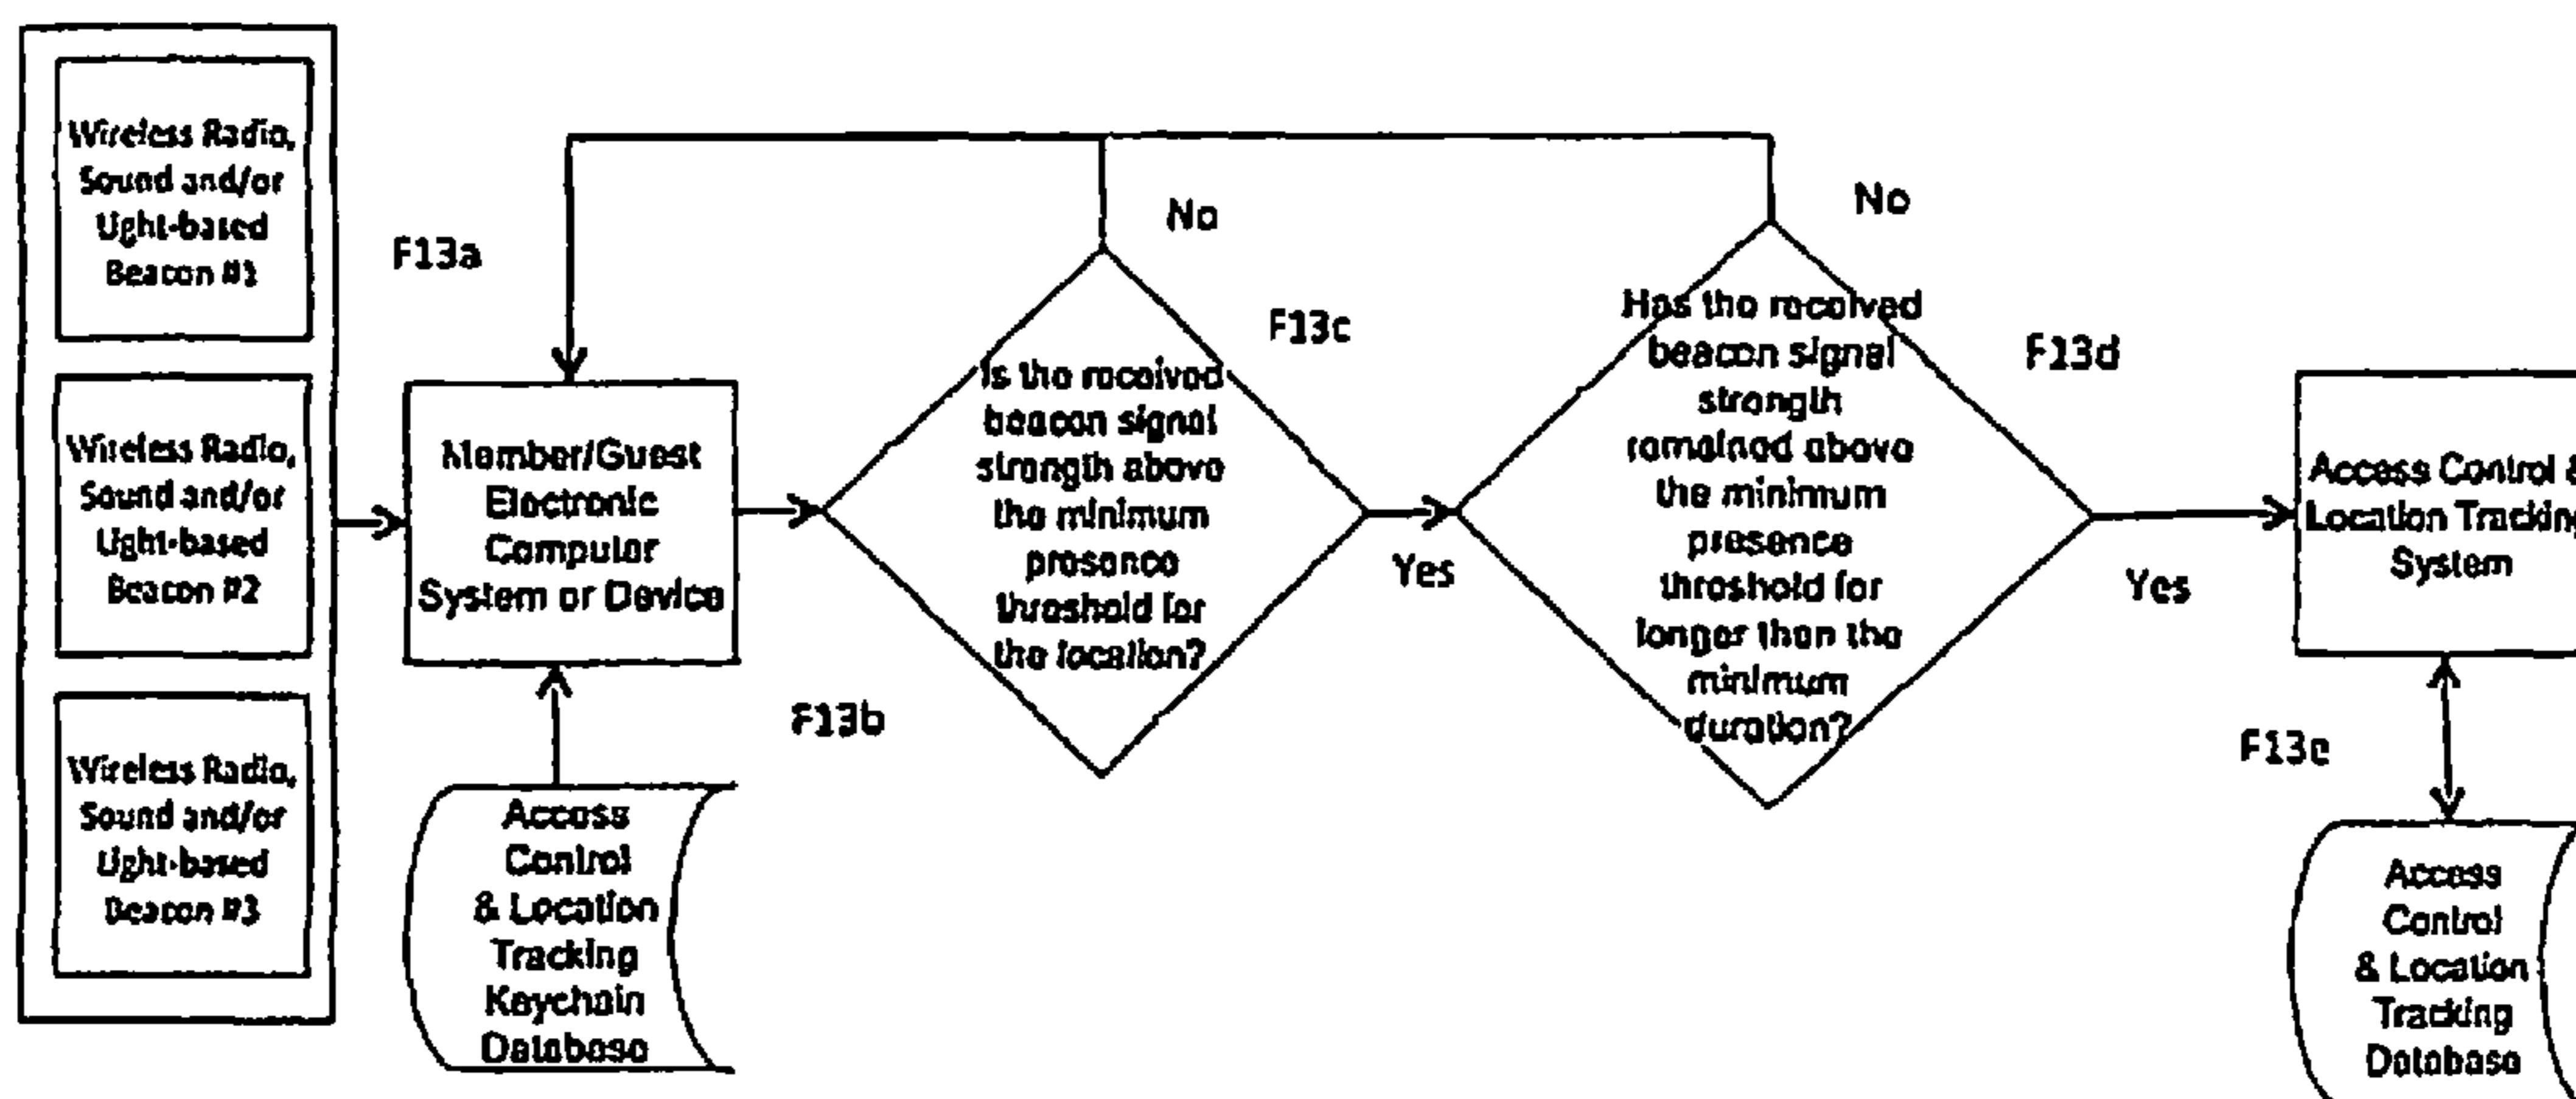 Wireless Radio,
Sound and/or
Light-based
Beacon #1
Wireless Radio,
Sound and/or
Light-based
Beacon #2
Wireless Radio,
Sound and/or
Light-based
Beacon #3
F13a
Member/Guest
Electronic
Computer
System or Device
Access
Control
& Location
Tracking
Keychain
Database
F13b
No
F13c
Is the received
beacon signal
strength above
the minimum
presence
threshold for
the location?
Yes
No
F13d
Has the received
beacon signal
strength
remained above
the minimum
presence
threshold for
longer than the
minimum
duration?
Yes
Access Control &
Location Tracking
System
F13e
Access
Control
& Location
Tracking
Database